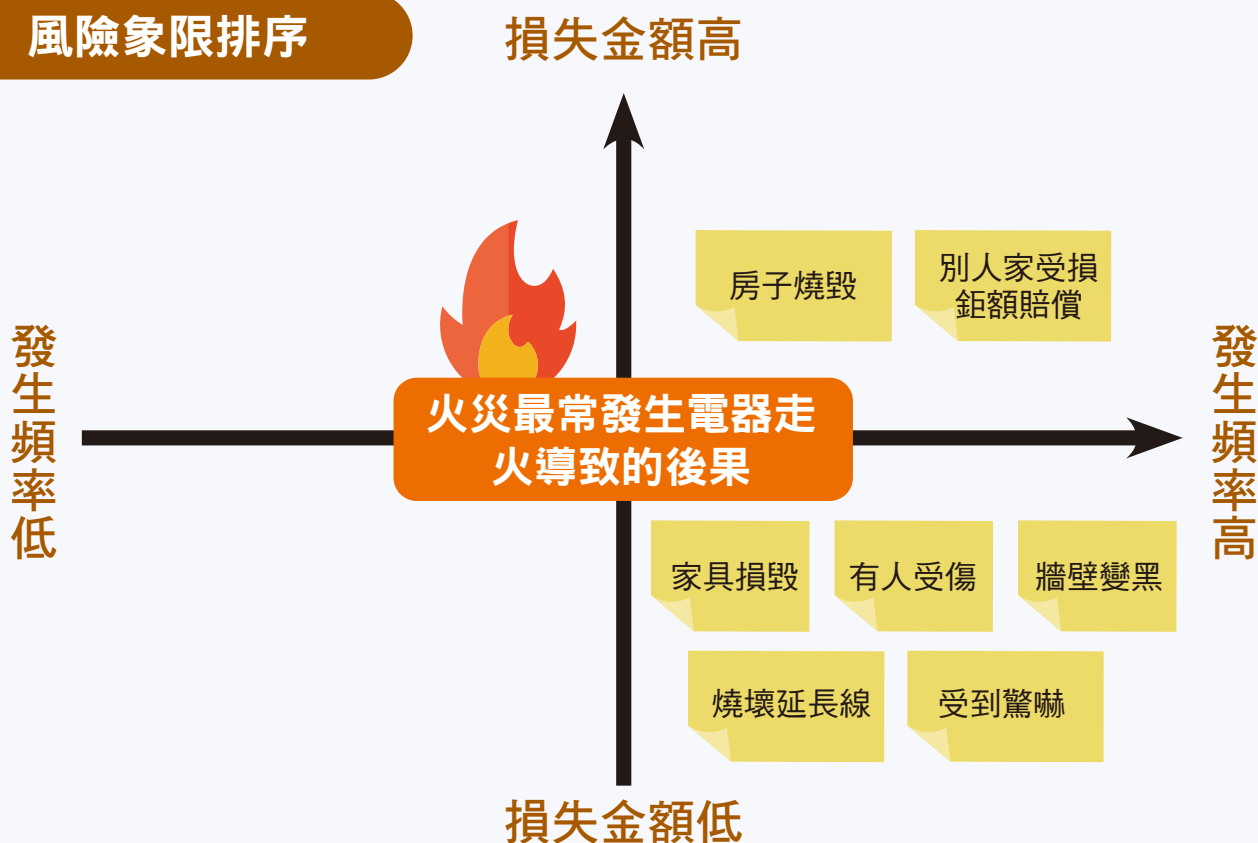 風險象限排序
損失金額高
房子燒毀
別人家受損
鉅額賠償
發生頻率低
火災最常發生電器走
火導致的後果
發生頻率高
家具損毀
有人受傷
牆壁變黑
燒壞延長線
受到驚嚇
損失金額低